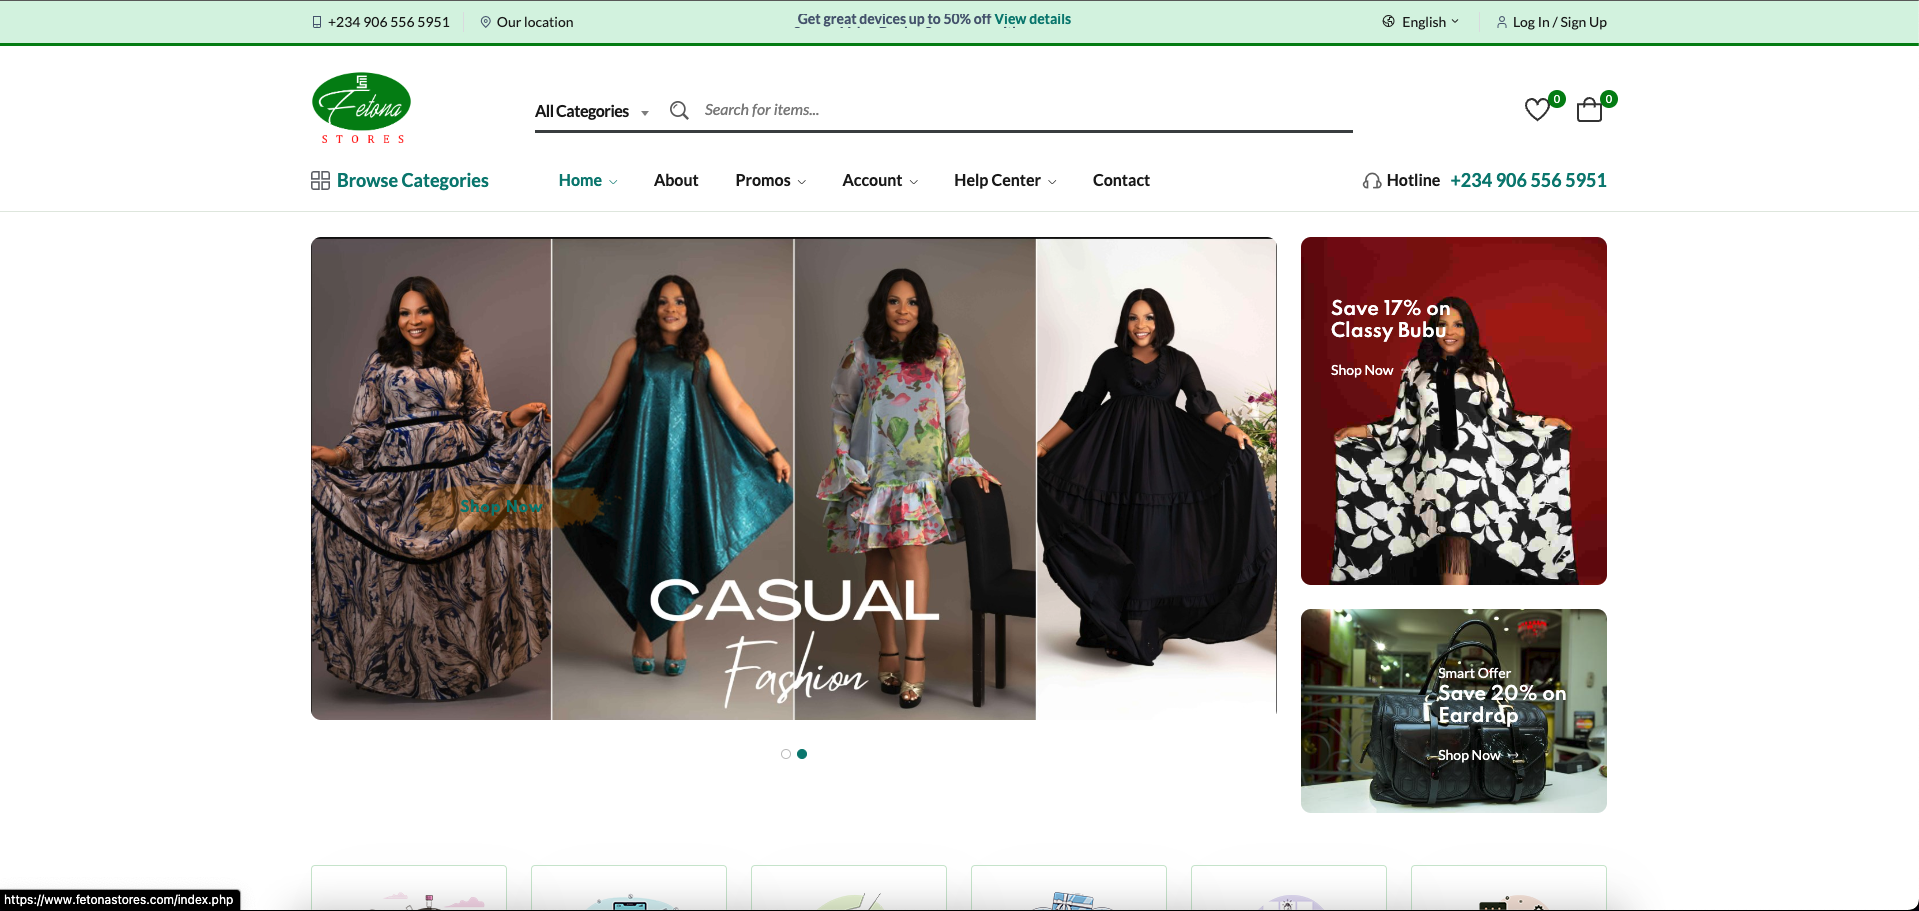 +234 906 556 5951
Our location
Get great devices up to 50% off View details
English
Log In / Sign Up
Fetona
STORES
All Categories
Search for items...
0
0
Browse Categories
Home
About
Promos
Account
Help Center
Contact
Hotline
+234 906 556 5951
Shop Now
CASUAL
Fashion
Save 17% on
Classy Bubu
Shop Now →
Smart Offer
Save 20% on
Eardrop
Shop Now →
https://www.fetonastores.com/index.php